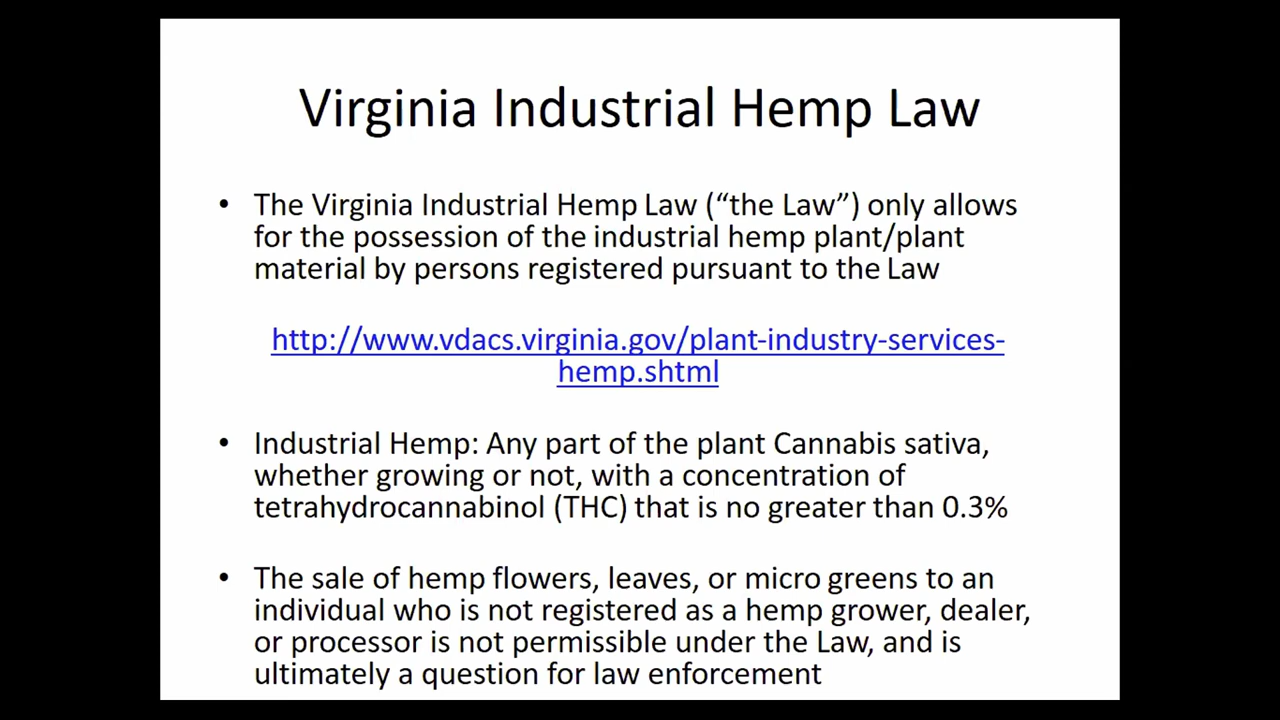 Virginia Industrial Hemp Law
• The Virginia Industrial Hemp Law (“the Law”) only allows
for the possession of the industrial hemp plant/plant
material by persons registered pursuant to the Law
http://www.vdacs.virginia.gov/plant-industry-services-
hemp.shtml
• Industrial Hemp: Any part of the plant Cannabis sativa,
whether growing or not, with a concentration of
tetrahydrocannabinol (THC) that is no greater than 0.3%
• The sale of hemp flowers, leaves, or micro greens to an
individual who is not registered as a hemp grower, dealer,
or processor is not permissible under the Law, and is
ultimately a question for law enforcement